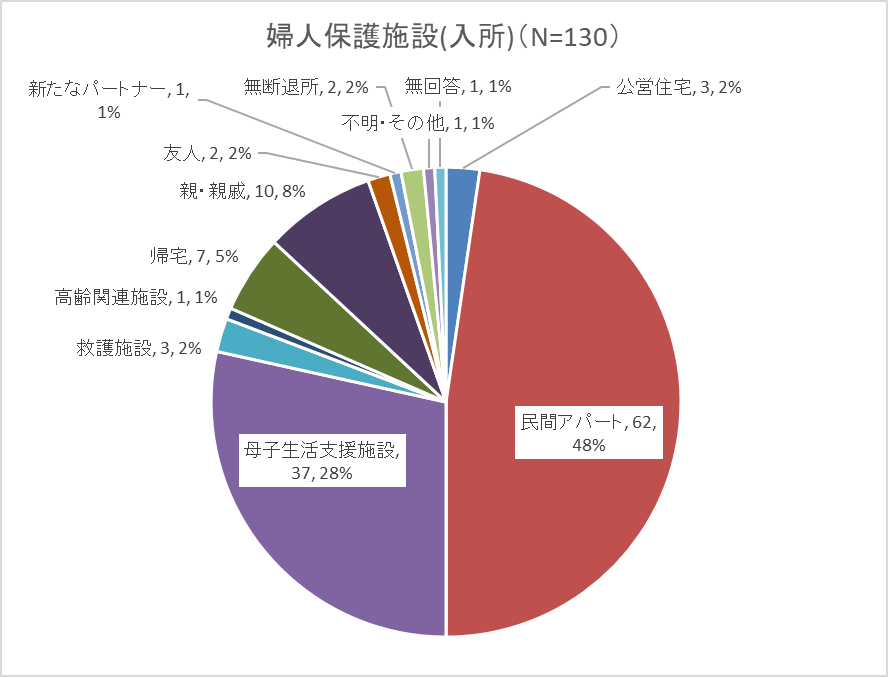 婦人保護施設(入所)（N=130）
新たなパートナー, 1,
1%
無断退所, 2, 2%
無回答, 1, 1%
公営住宅, 3, 2%
不明・その他, 1, 1%
友人, 2, 2%
親・親戚, 10, 8%
帰宅, 7, 5%
高齢関連施設, 1, 1%
救護施設, 3, 2%
民間アパート, 62,
48%
母子生活支援施設,
37, 28%